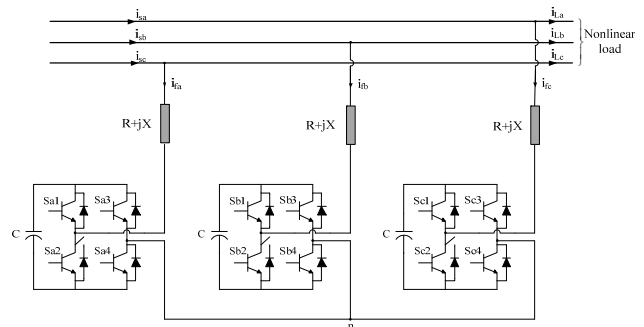 isa
iLa
isb
iLb
isc
iLc
Nonlinear
load
ifa
ifb
ifc
R+jX
R+jX
R+jX
Sa1
Sa3
Sb1
Sb3
Sc1
Sc3
C
C
C
Sa2
Sa4
Sb2
Sb4
Sc2
Sc4
n